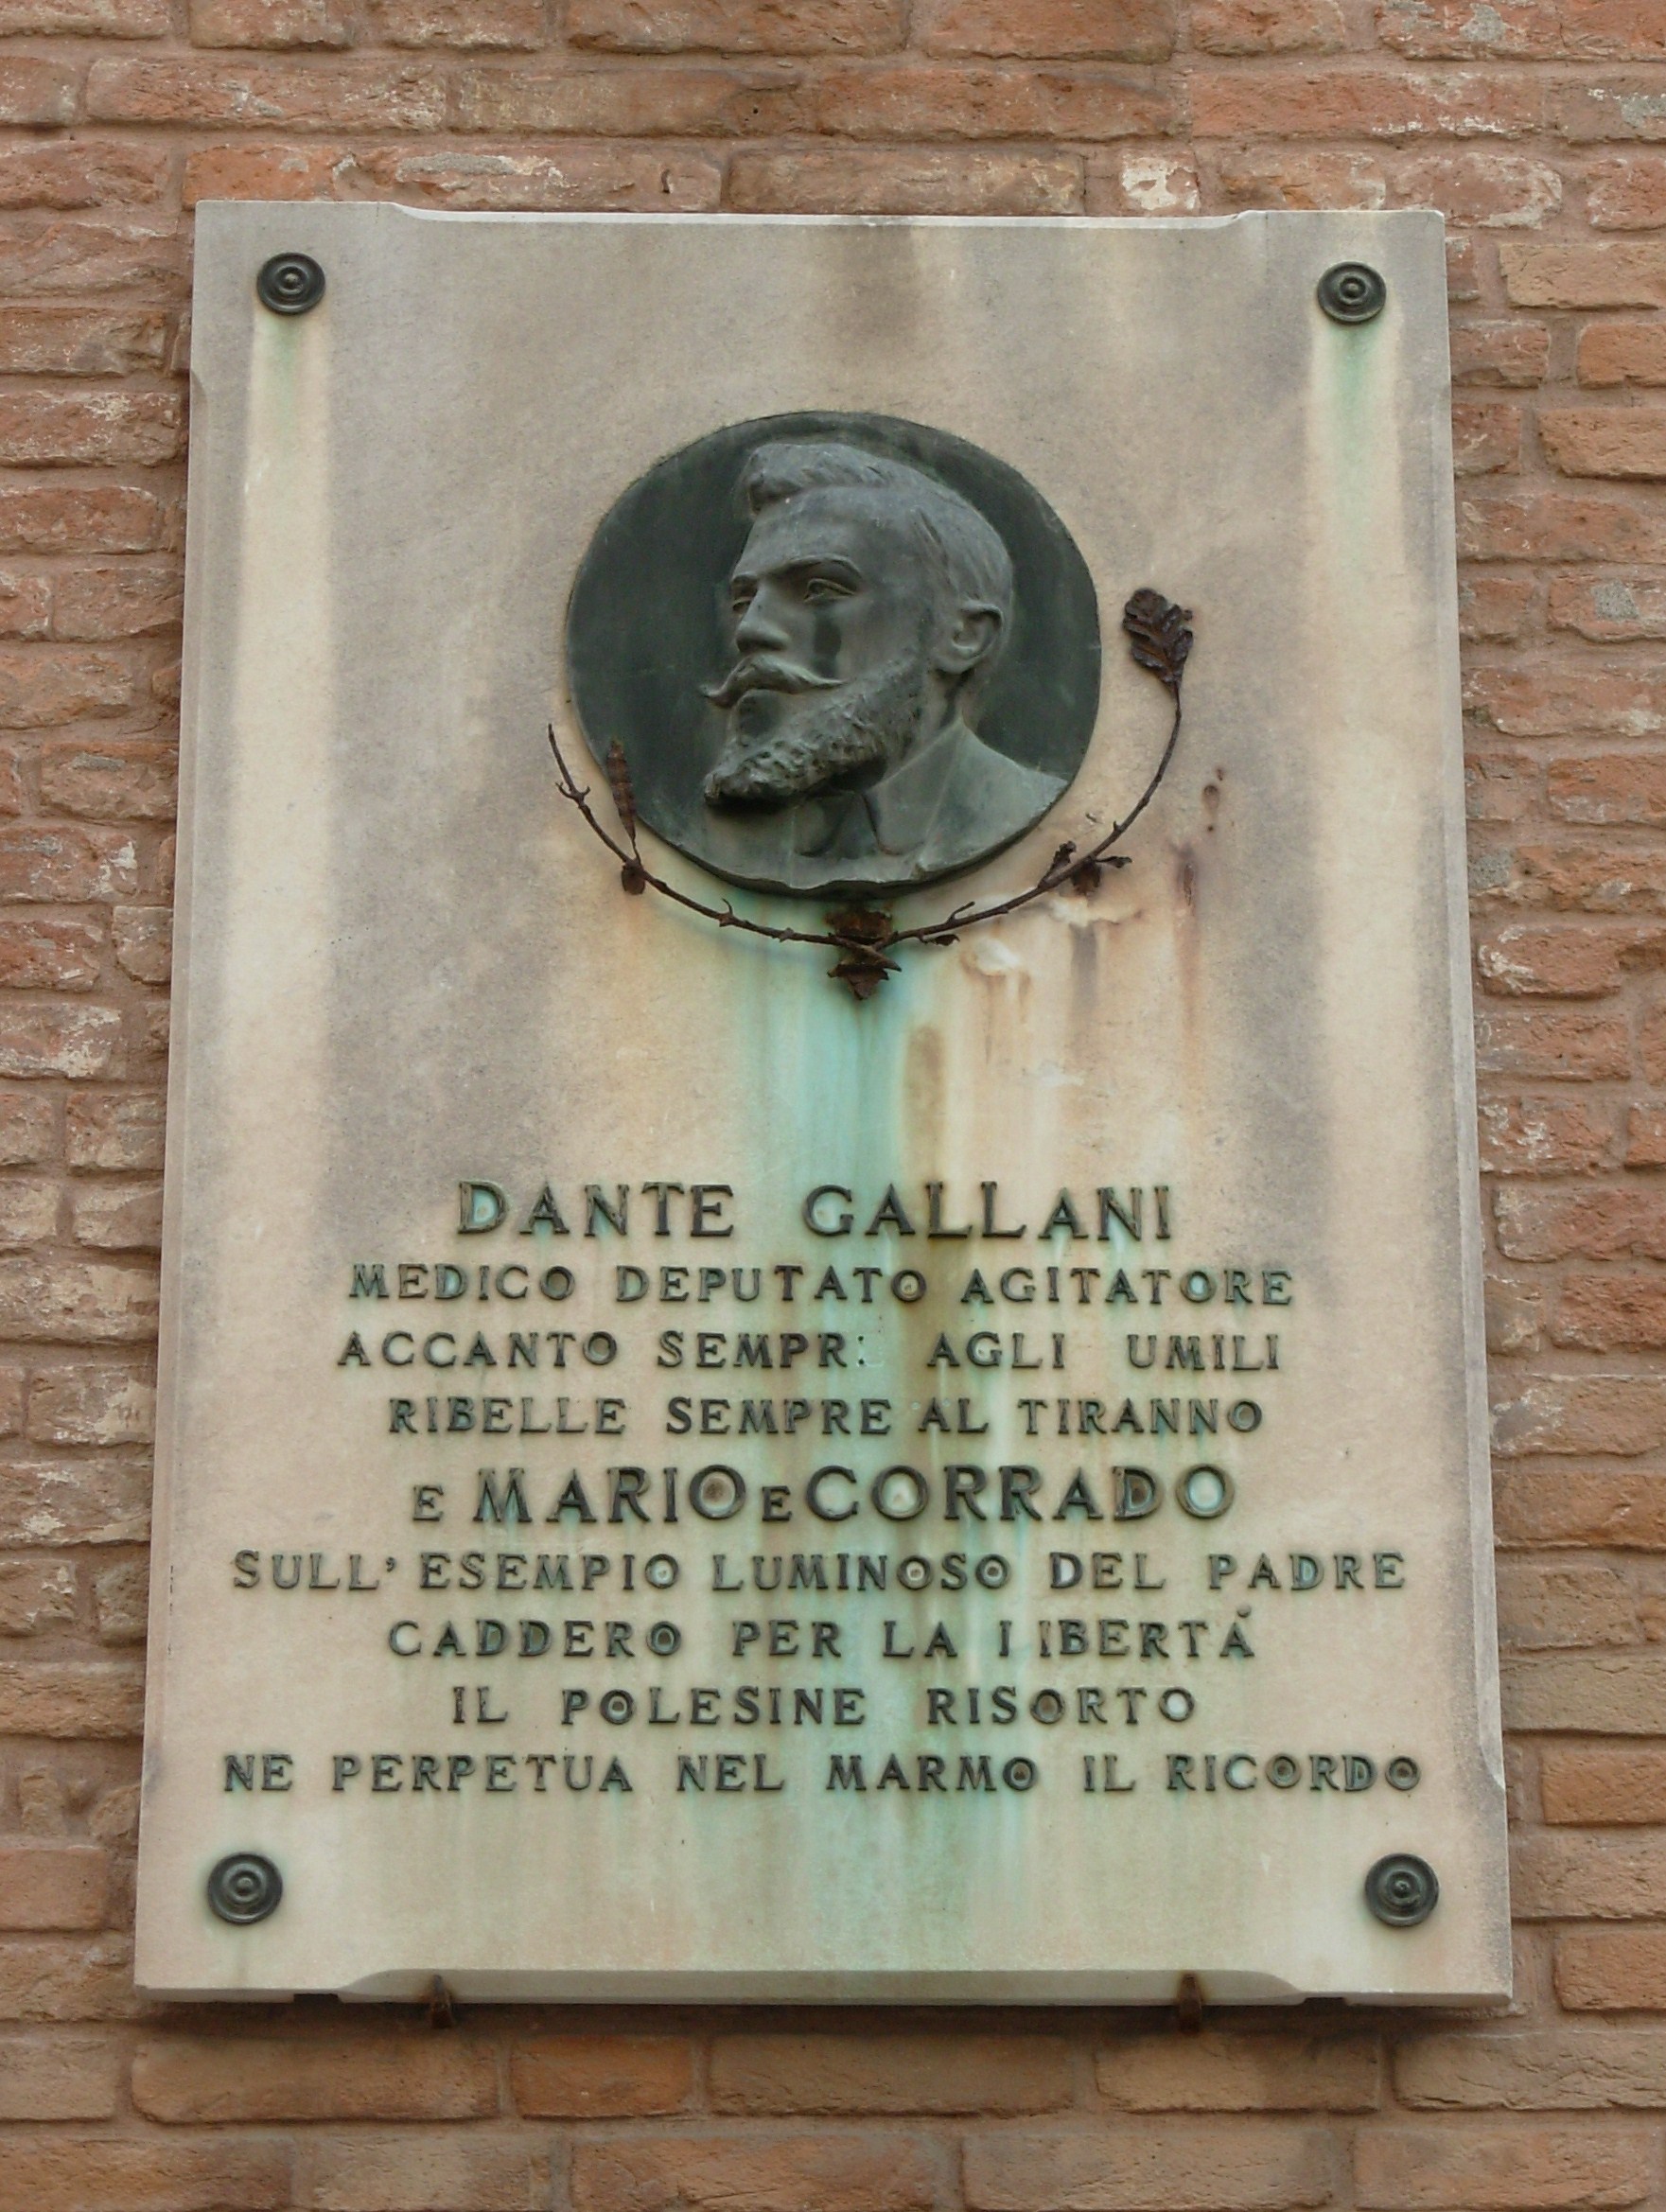 DANTE GALLANI
MEDICO DEPUTATO AGITATORE
ACCANTO SEMPR: AGLI UMILI
RIBELLE SEMPRE AL TIRANNO
E MARIO E CORRADO
SULL' ESEMPIO LUMINOSO DEL PADRE
CADDERO PER LA LIBERTÀ
IL POLESINE RISORTO
NE PERPETUA NEL MARMO IL RICORDO